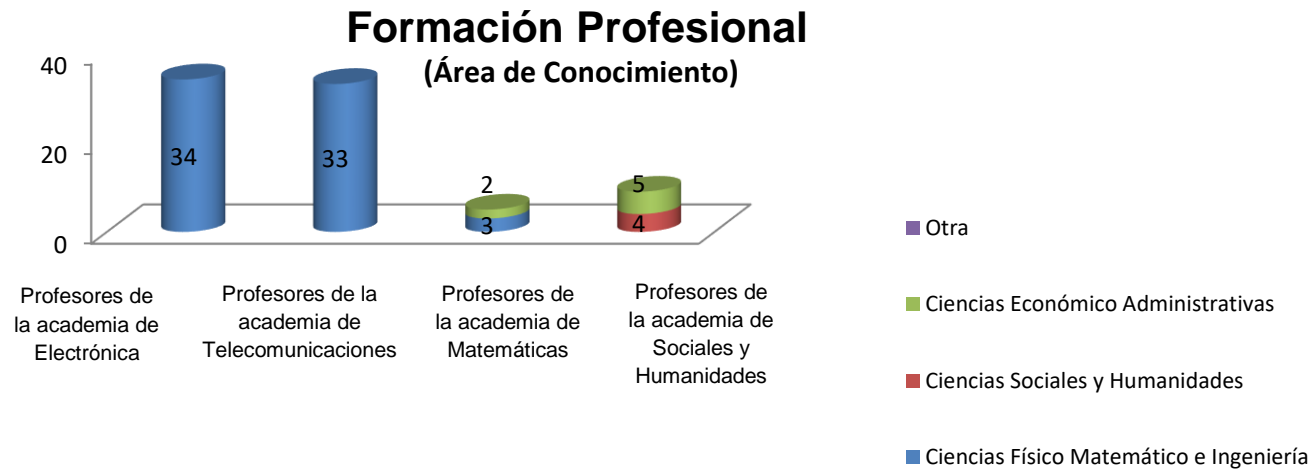 Formación Profesional
(Área de Conocimiento)
40
20
0
34
33
2
3
5
4
Profesores de
la academia de
Electrónica
Profesores de la
academia de
Telecomunicaciones
Profesores de
la academia de
Matemáticas
Profesores de
la academia de
Sociales y
Humanidades
Otra
Ciencias Económico Administrativas
Ciencias Sociales y Humanidades
Ciencias Físico Matemático e Ingeniería